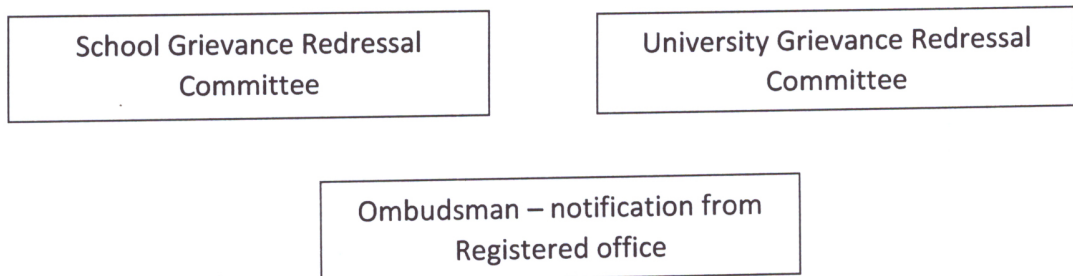 School Grievance Redressal
Committee
University Grievance Redressal
Committee
Ombudsman – notification from
Registered office